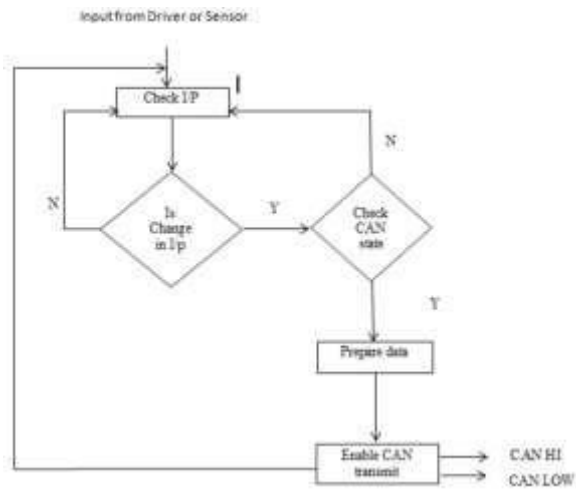 Input from Driver or Sensor
Check I/P
N
N
Is
Change
in I/p
Y
Check
CAN
state
Y
Prepare data
Enable CAN
transmit
CAN HI
CAN LOW